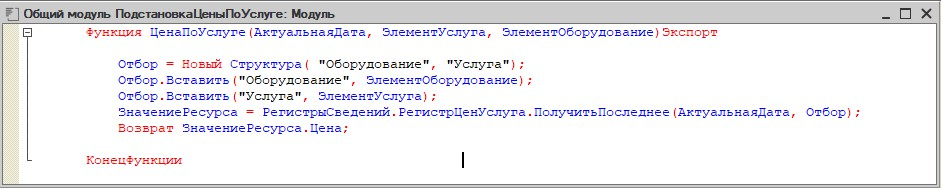 Общий модуль ПодстановкаЦеныПоУслуге: Модуль
Функция ЦенаПоУслуге(АктуальнаяДата, ЭлементУслуга, ЭлементОборудование)Экспорт
Отбор = Новый Структура( "Оборудование", "Услуга");
Отбор.Вставить("Оборудование", ЭлементОборудование);
Отбор.Вставить("Услуга", ЭлементУслуга);
ЗначениеРесурса = РегистрыСведений.РегистрЦенУслуга.ПолучитьПоследнее(АктуальнаяДата, Отбор);
Возврат ЗначениеРесурса.Цена;
КонецФункции